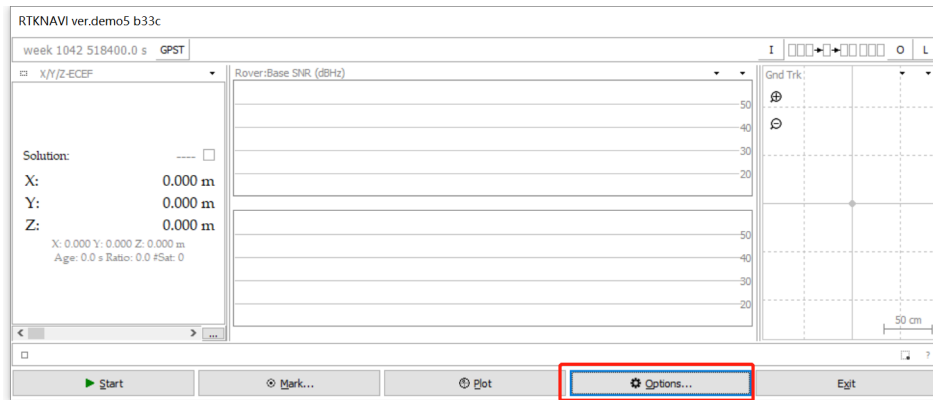 RTKNAVI ver.demo5 b33c
week 1042 518400.0 s GPST I O L
X/Y/Z-ECEF Rover:Base SNR (dBHz) Gnd Trk
50
40
30
20
Solution: ----
X: 0.000 m
Y: 0.000 m
Z: 0.000 m
X: 0.000 Y: 0.000 Z: 0.000 m
Age: 0.0 s Ratio: 0.0 #Sat: 0
50
40
30
20
50 cm
...
?
Start Mark... Plot Options... Exit